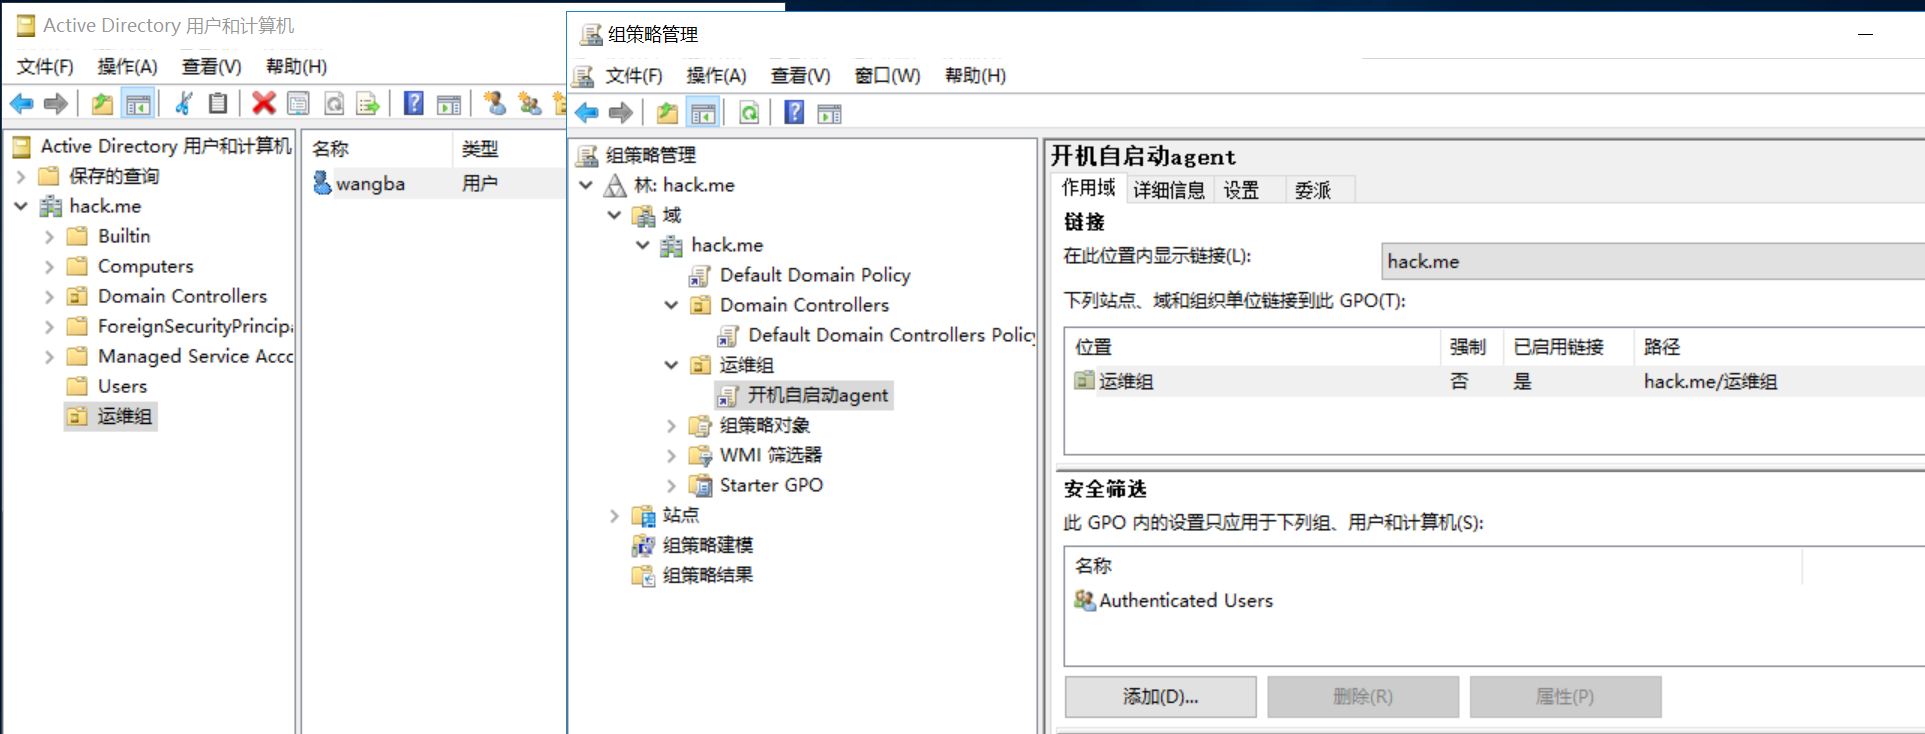 Active Directory 用户和计算机
文件(F) 操作(A) 查看(V) 帮助(H)
Active Directory 用户和计算机
保存的查询
hack.me
Builtin
Computers
Domain Controllers
ForeignSecurityPrincip
Managed Service Acc
Users
运维组
名称 类型
wangba 用户
组策略管理
文件(F) 操作(A) 查看(V) 窗口(W) 帮助(H)
组策略管理
林: hack.me
域
hack.me
Default Domain Policy
Domain Controllers
Default Domain Controllers Policy
运维组
开机自启动agent
组策略对象
WMI 筛选器
Starter GPO
站点
组策略建模
组策略结果
开机自启动agent
作用域 详细信息 设置 委派
链接
在此位置内显示链接(L): hack.me
下列站点、域和组织单位链接到此 GPO(T):
位置 强制 已启用链接 路径
运维组 否 是 hack.me/运维组
安全筛选
此 GPO 内的设置只应用于下列组、用户和计算机(S):
名称
Authenticated Users
添加(D)... 删除(R) 属性(P)